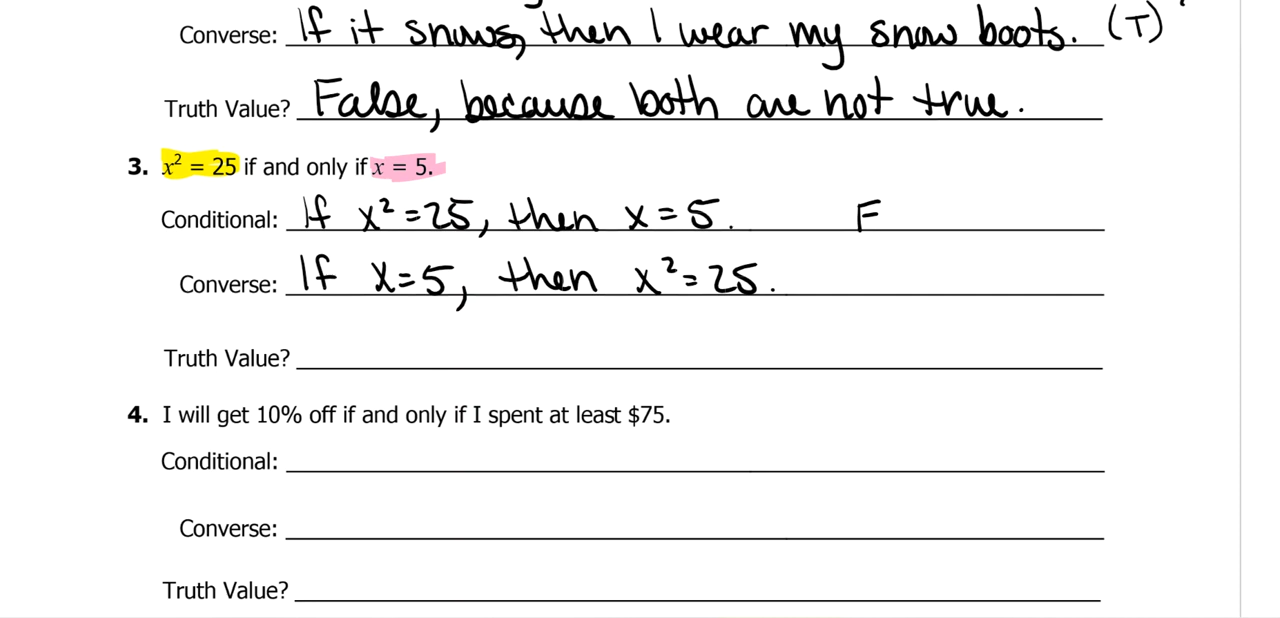 Converse: If it snows, then I wear my snow boots. (T)
Truth Value? False, because both are not true.
3. x² = 25 if and only if x = 5.
Conditional: If x²=25, then x=5. F
Converse: If x=5, then x²=25.
Truth Value?
4. I will get 10% off if and only if I spent at least $75.
Conditional:
Converse:
Truth Value?